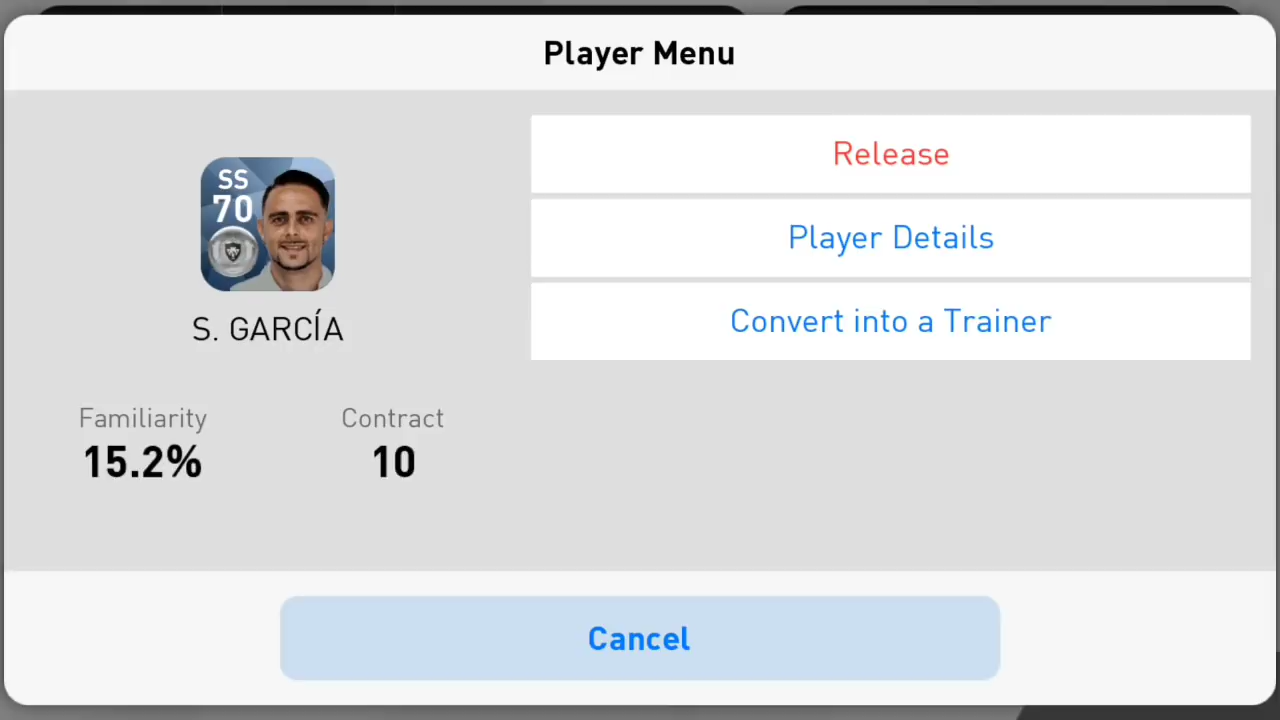 Player Menu
SS
70
S. GARCÍA
Familiarity
15.2%
Contract
10
Release
Player Details
Convert into a Trainer
Cancel